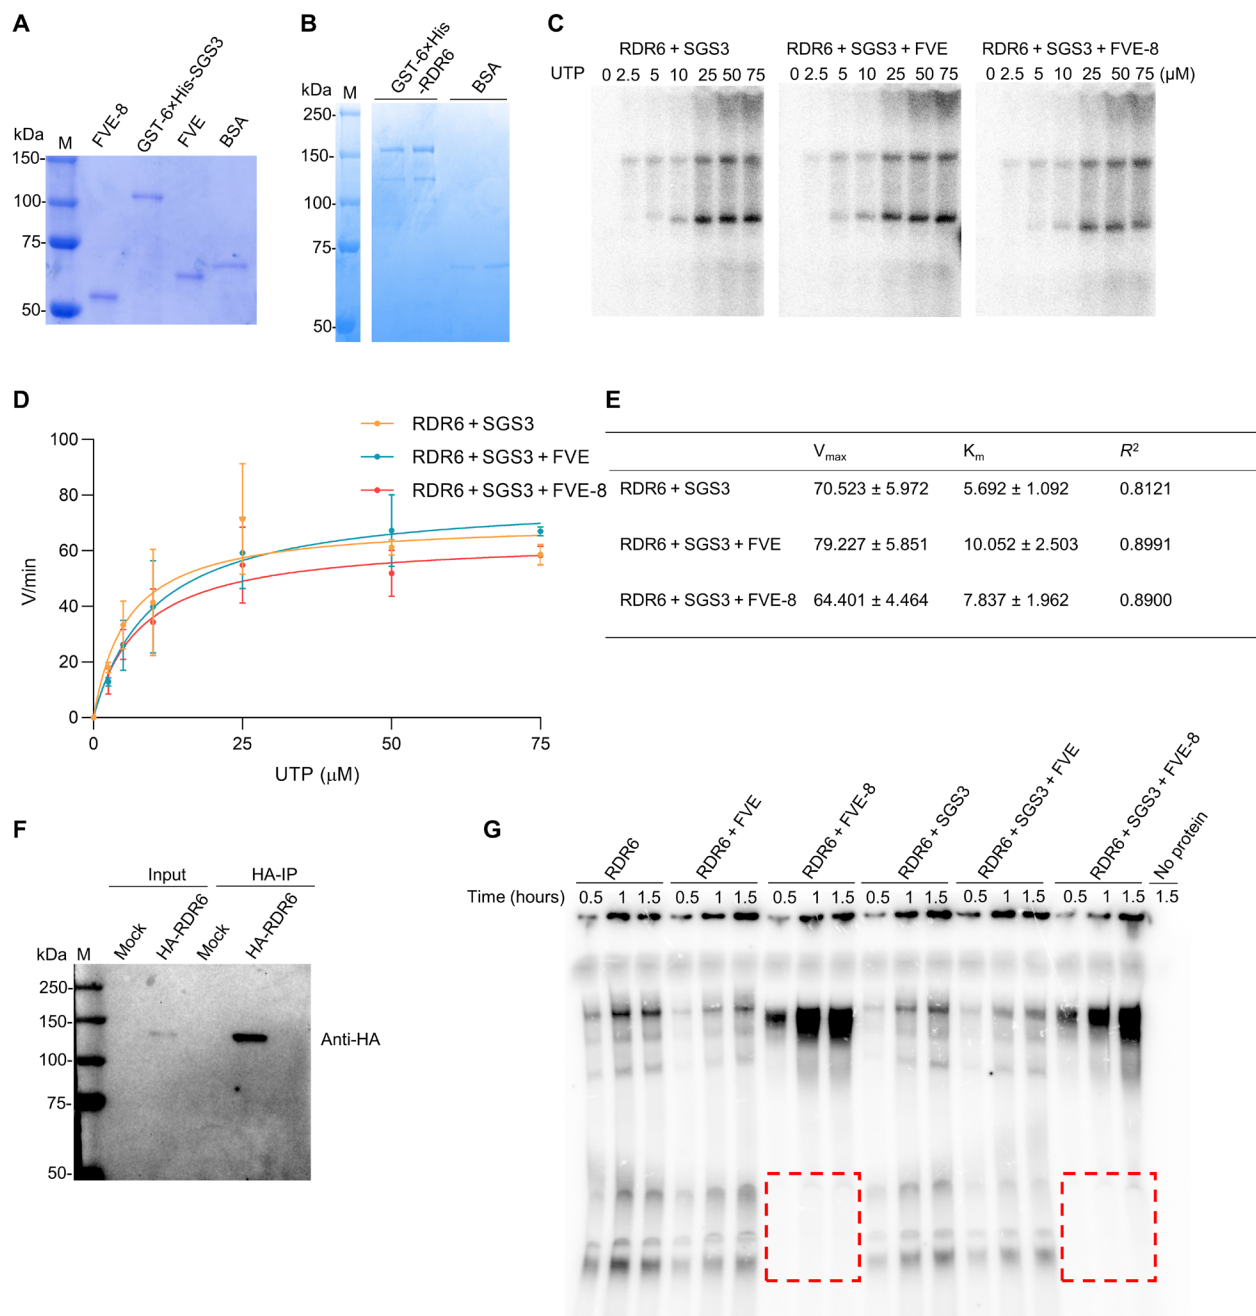 A
kDa
M
FVE-8
GST-6×His-SGS3
FVE
BSA
150-
100-
75-
50-
B
kDa
M
GST-6×His
-RDR6
BSA
250-
150-
100-
75-
50-
C
RDR6 + SGS3
RDR6 + SGS3 + FVE
RDR6 + SGS3 + FVE-8
UTP
0 2.5 5 10 25 50 75
0 2.5 5 10 25 50 75
0 2.5 5 10 25 50 75 (μM)
D
RDR6 + SGS3
RDR6 + SGS3 + FVE
RDR6 + SGS3 + FVE-8
V/min
100
80
60
40
20
0
0 25 50 75
UTP (μM)
E
Vmax Km R2
RDR6 + SGS3 70.523 ± 5.972 5.692 ± 1.092 0.8121
RDR6 + SGS3 + FVE 79.227 ± 5.851 10.052 ± 2.503 0.8991
RDR6 + SGS3 + FVE-8 64.401 ± 4.464 7.837 ± 1.962 0.8900
F
Input HA-IP
kDa
M
Mock
HA-RDR6
Mock
HA-RDR6
250-
150-
100-
75-
50-
Anti-HA
G
RDR6
RDR6 + FVE
RDR6 + FVE-8
RDR6 + SGS3
RDR6 + SGS3 + FVE
RDR6 + SGS3 + FVE-8
No protein
Time (hours) 0.5 1 1.5 0.5 1 1.5 0.5 1 1.5 0.5 1 1.5 0.5 1 1.5 0.5 1 1.5 1.5